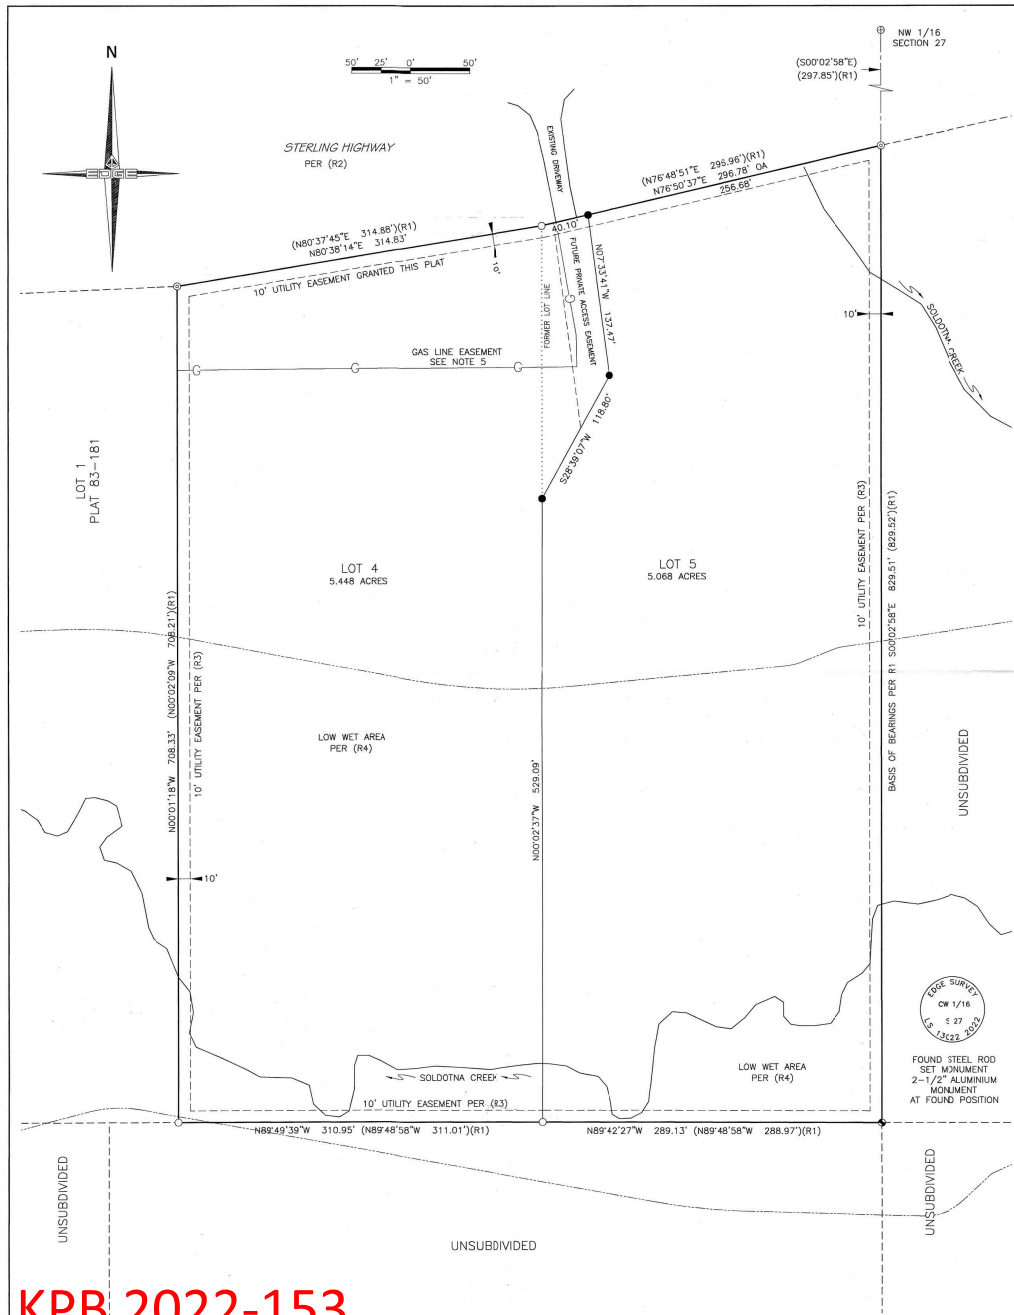 NW 1/16
SECTION 27
(S00°02'58"E)
(297.85')(R1)
N
50' 25' 0' 50'
1" = 50'
STERLING HIGHWAY
PER (R2)
EXISTING DRIVEWAY
(N76°48'51"E 296.96')(R1)
N76°50'37"E 296.78' OA
256.68'
40.10'
(N80°37'45"E 314.88')(R1)
N80°38'14"E 314.83'
10'
10' UTILITY EASEMENT GRANTED THIS PLAT
EDGE
FORMER LOT LINE
FUTURE PRIVATE ACCESS EASEMENT
N07°33'41"W 137.47'
G
10'
SOLDOTNA CREEK
GAS LINE EASEMENT
SEE NOTE 5
G G G
S28°39'07"W 118.80'
LOT 1
PLAT 83-181
LOT 4
5.448 ACRES
LOT 5
5.068 ACRES
10' UTILITY EASEMENT PER (R3)
BASIS OF BEARINGS PER R1 S00°02'58"E 829.51' (829.52')(R1)
N00°01'18"W 708.33' (N00°02'09"W 708.21')(R1)
10' UTILITY EASEMENT PER (R3)
LOW WET AREA
PER (R4)
N00°02'37"W 529.09'
UNSUBDIVIDED
10'
EDGE SURVEY
CW 1/16
S 27
LS 13022 2022
FOUND STEEL ROD
SET MONUMENT
2-1/2" ALUMINIUM
MONUMENT
AT FOUND POSITION
LOW WET AREA
PER (R4)
SOLDOTNA CREEK
10' UTILITY EASEMENT PER (R3)
N89°49'39"W 310.95' (N89°48'58"W 311.01')(R1)
N89°42'27"W 289.13' (N89°48'58"W 288.97')(R1)
UNSUBDIVIDED
UNSUBDIVIDED
UNSUBDIVIDED
KPB 2022-153